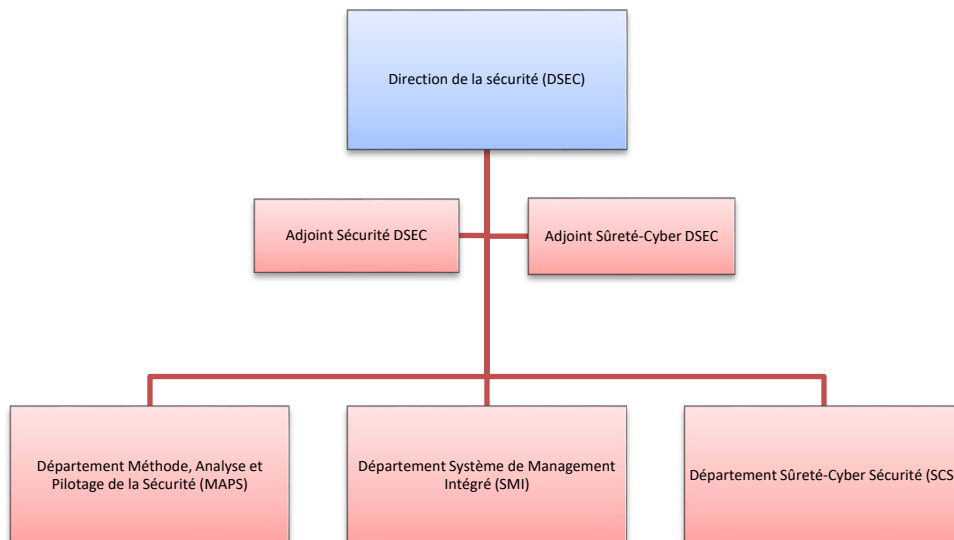 Direction de la sécurité (DSEC)
Adjoint Sécurité DSEC
Adjoint Sûreté-Cyber DSEC
Département Méthode, Analyse et
Pilotage de la Sécurité (MAPS)
Département Système de Management
Intégré (SMI)
Département Sûreté-Cyber Sécurité (SCS